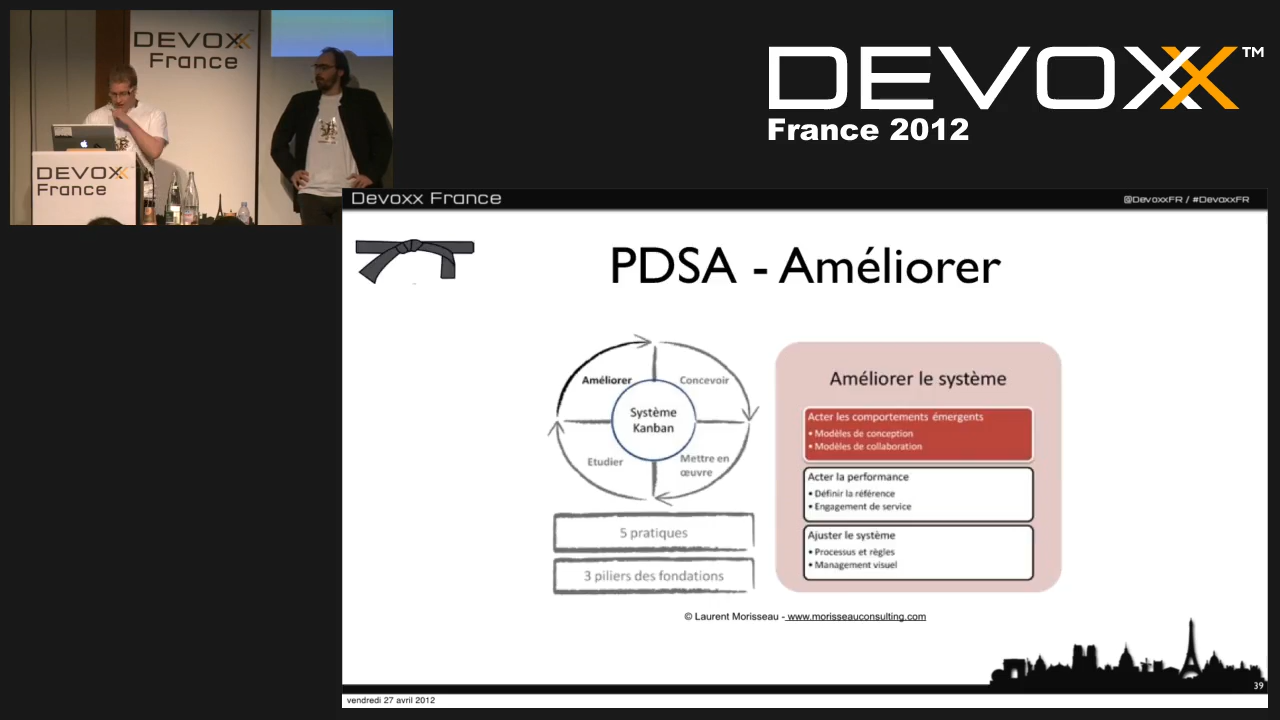 DEVOXX
France
DEVOXX
France
DEVOXX™
France 2012
Devoxx France
@DevoxxFR / #DevoxxFR
PDSA - Améliorer
Améliorer
Concevoir
Système
Kanban
Etudier
Mettre en
œuvre
5 pratiques
3 piliers des fondations
Améliorer le système
Acter les comportements émergents
• Modèles de conception
• Modèles de collaboration
Acter la performance
• Définir la référence
• Engagement de service
Ajuster le système
• Processus et règles
• Management visuel
© Laurent Morisseau - www.morisseauconsulting.com
39
vendredi 27 avril 2012